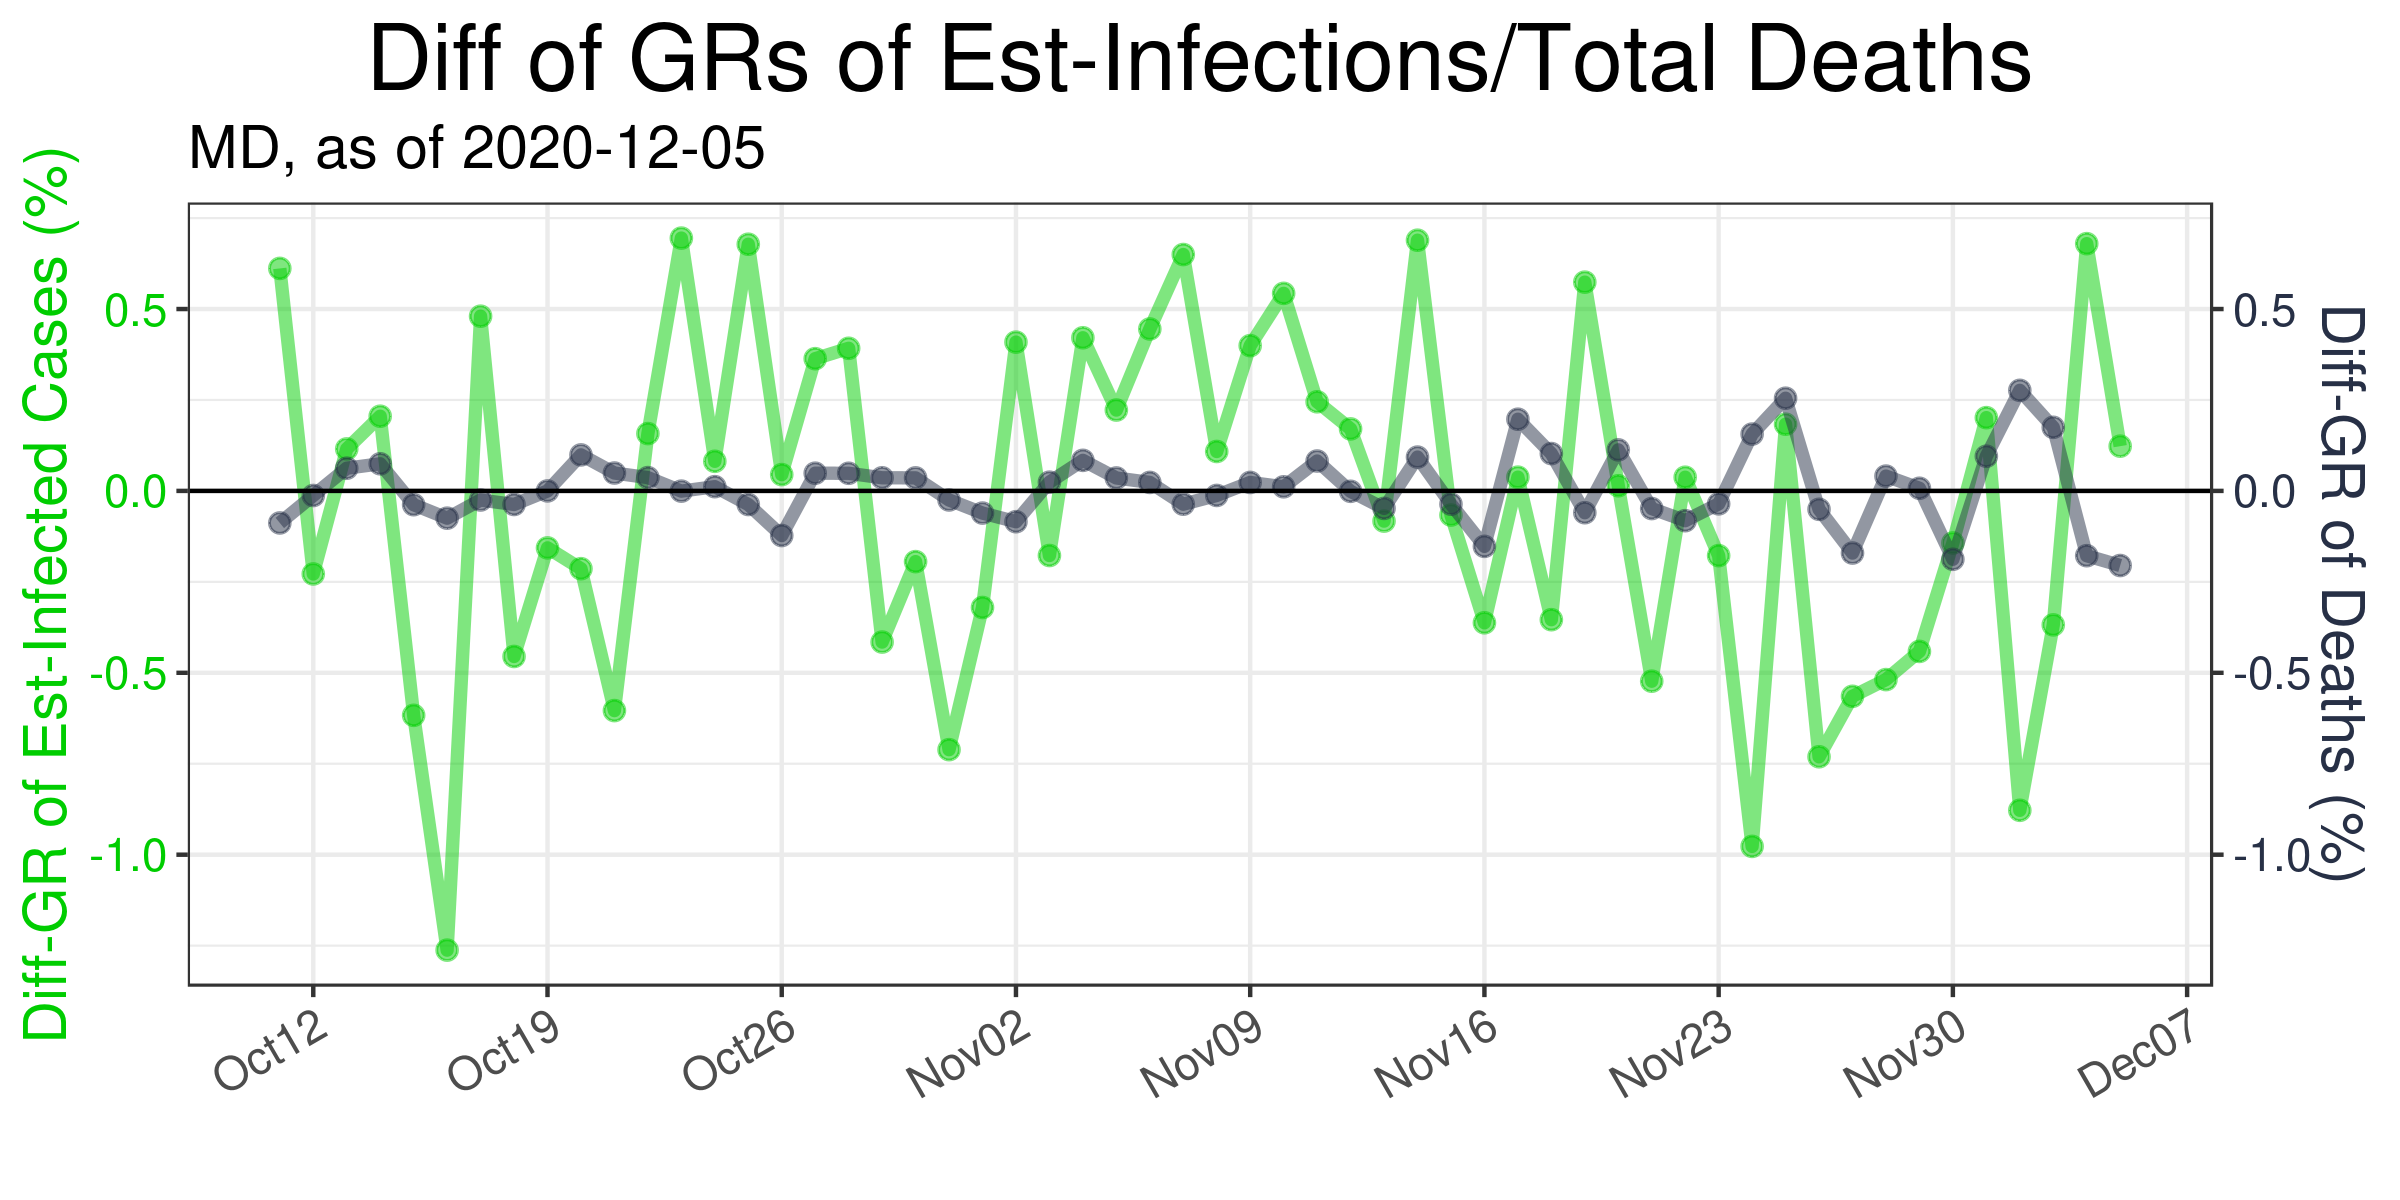 Diff of GRs of Est-Infections/Total Deaths
MD, as of 2020-12-05
Diff-GR of Est-Infected Cases (%)
0.5
0.0
-0.5
-1.0
0.5
0.0
-0.5
-1.0
Diff-GR of Deaths (%)
Oct12
Oct19
Oct26
Nov02
Nov09
Nov16
Nov23
Nov30
Dec07